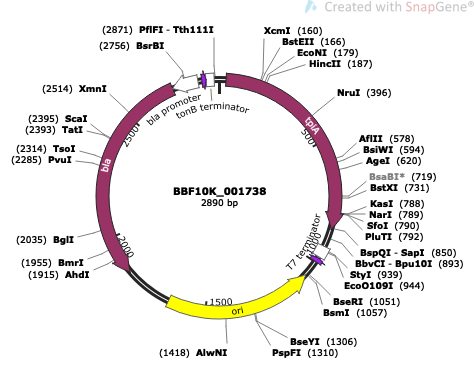 Created with SnapGene®
(2871) PflFI - Tth111I
(2756) BsrBI
(2514) XmnI
(2395) ScaI
(2393) TatI
(2314) TsoI
(2285) PvuI
(2035) BglI
(1955) BmrI
(1915) AhdI
(1418) AlwNI
XcmI (160)
BstEII (166)
EcoNI (179)
HincII (187)
NruI (396)
AflII (578)
BsiWI (594)
AgeI (620)
BsaBI* (719)
BstXI (731)
KasI (788)
NarI (789)
SfoI (790)
PluTI (792)
BspQI - SapI (850)
BbvCI - Bpu10I (893)
StyI (939)
EcoO109I (944)
BseRI (1051)
BsmI (1057)
BseYI (1306)
PspFI (1310)
bla promoter
tonB terminator
tpiA
bla
T7 terminator
ori
500
1000
1500
2000
2500
BBF10K_001738
2890 bp